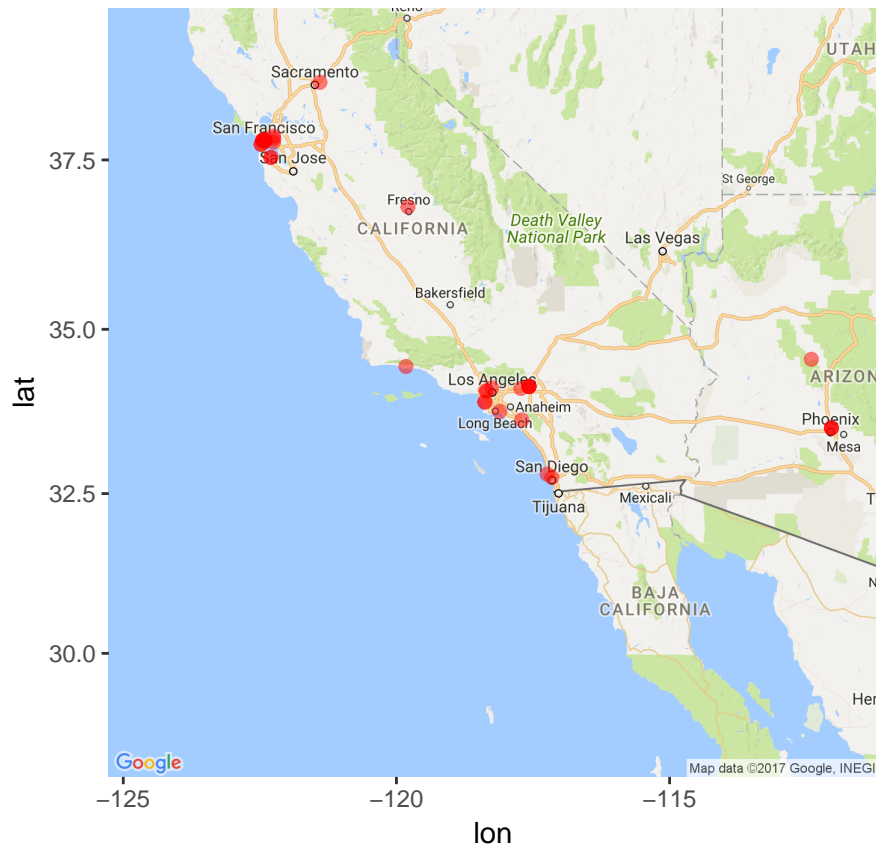 Reno
UTAH
Sacramento
San Francisco
37.5
San Jose
St George
Fresno
CALIFORNIA
Death Valley
National Park
Las Vegas
Bakersfield
35.0
lat
Los Angeles
ARIZON
Anaheim
Long Beach
Phoenix
Mesa
San Diego
32.5
Mexicali
Tijuana
T
N
BAJA
CALIFORNIA
30.0
Her
Google
Map data ©2017 Google, INEGI
−125
−120
−115
lon